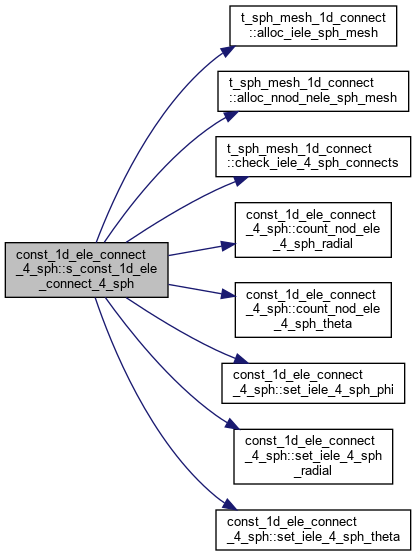 t_sph_mesh_1d_connect
::alloc_iele_sph_mesh
t_sph_mesh_1d_connect
::alloc_nnod_nele_sph_mesh
t_sph_mesh_1d_connect
::check_iele_4_sph_connects
const_1d_ele_connect
_4_sph::count_nod_ele
_4_sph_radial
const_1d_ele_connect
_4_sph::s_const_1d_ele
_connect_4_sph
const_1d_ele_connect
_4_sph::count_nod_ele
_4_sph_theta
const_1d_ele_connect
_4_sph::set_iele_4_sph_phi
const_1d_ele_connect
_4_sph::set_iele_4_sph
_radial
const_1d_ele_connect
_4_sph::set_iele_4_sph_theta